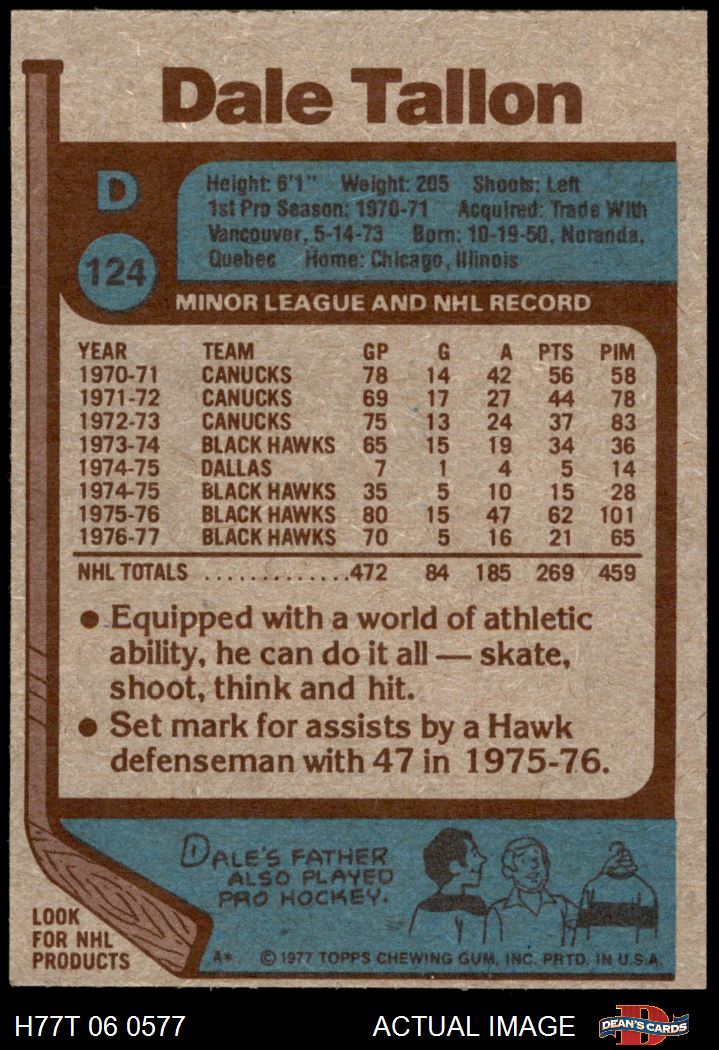 Dale Tallon
D
Height: 6'1" Weight: 205 Shoots: Left
1st Pro Season: 1970-71 Acquired: Trade With
Vancouver, 5-14-73 Born: 10-19-50, Noranda,
Quebec Home: Chicago, Illinois
124
MINOR LEAGUE AND NHL RECORD
YEAR TEAM GP G A PTS PIM
1970-71 CANUCKS 78 14 42 56 58
1971-72 CANUCKS 69 17 27 44 78
1972-73 CANUCKS 75 13 24 37 83
1973-74 BLACK HAWKS 65 15 19 34 36
1974-75 DALLAS 7 1 4 5 14
1974-75 BLACK HAWKS 35 5 10 15 28
1975-76 BLACK HAWKS 80 15 47 62 101
1976-77 BLACK HAWKS 70 5 16 21 65
NHL TOTALS .............472 84 185 269 459
● Equipped with a world of athletic
ability, he can do it all — skate,
shoot, think and hit.
● Set mark for assists by a Hawk
defenseman with 47 in 1975-76.
DALE'S FATHER
ALSO PLAYED
PRO HOCKEY.
LOOK
FOR NHL
PRODUCTS
A* © 1977 TOPPS CHEWING GUM, INC. PRTD. IN U.S.A.
H77T 06 0577 ACTUAL IMAGE
D
DEAN'S CARDS